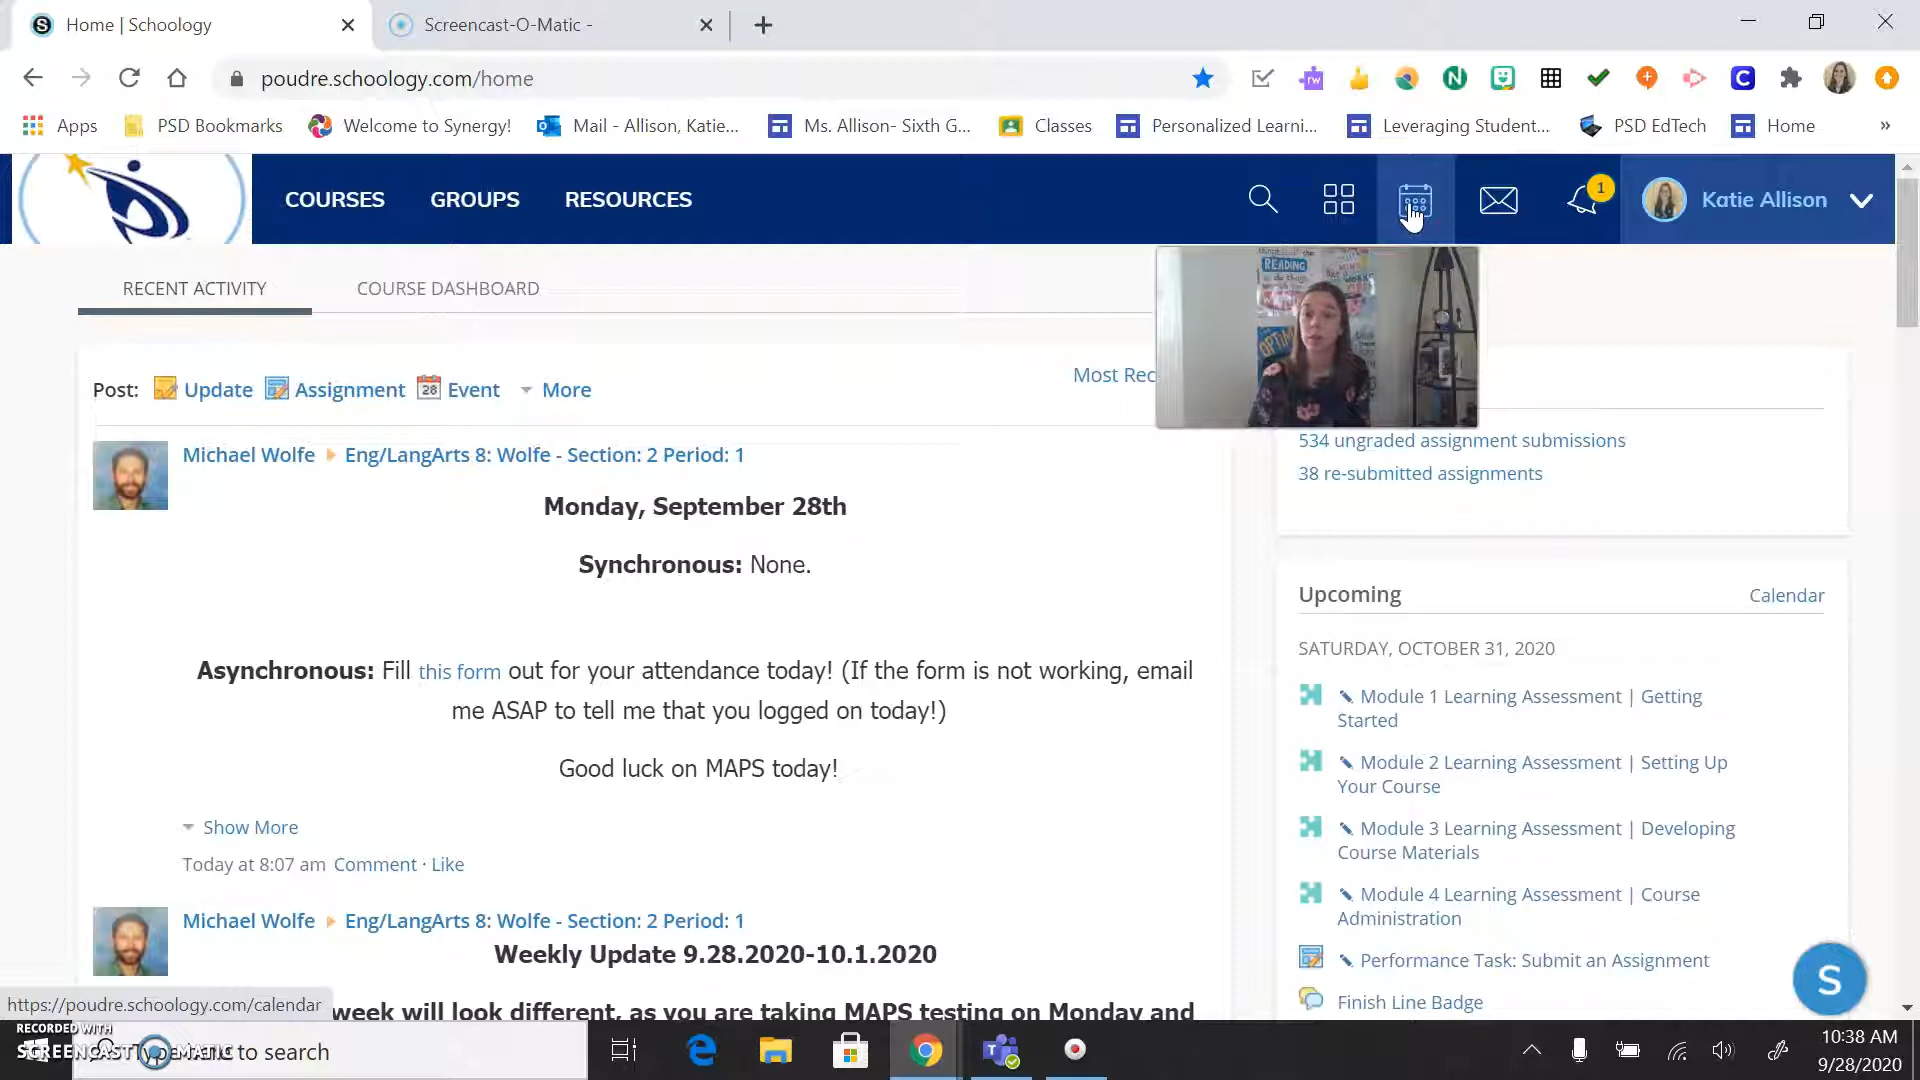 Home | Schoology
Screencast-O-Matic -
poudre.schoology.com/home
Apps
PSD Bookmarks
Welcome to Synergy!
Mail - Allison, Katie...
Ms. Allison- Sixth G...
Classes
Personalized Learni...
Leveraging Student...
PSD EdTech
Home
COURSES
GROUPS
RESOURCES
1
Katie Allison
RECENT ACTIVITY
COURSE DASHBOARD
READING
Post:
Update
Assignment
28
Event
More
Most Rec
Michael Wolfe
Eng/LangArts 8: Wolfe - Section: 2 Period: 1
Monday, September 28th
Synchronous: None.
Asynchronous: Fill this form out for your attendance today! (If the form is not working, email
me ASAP to tell me that you logged on today!)
Good luck on MAPS today!
Show More
Today at 8:07 am Comment · Like
Michael Wolfe
Eng/LangArts 8: Wolfe - Section: 2 Period: 1
Weekly Update 9.28.2020-10.1.2020
week will look different, as you are taking MAPS testing on Monday and
534 ungraded assignment submissions
38 re-submitted assignments
Upcoming
Calendar
SATURDAY, OCTOBER 31, 2020
Module 1 Learning Assessment | Getting
Started
Module 2 Learning Assessment | Setting Up
Your Course
Module 3 Learning Assessment | Developing
Course Materials
Module 4 Learning Assessment | Course
Administration
Performance Task: Submit an Assignment
Finish Line Badge
S
https://poudre.schoology.com/calendar
RECORDED WITH
SCREENCAST-O-MATIC
Type here to search
10:38 AM
9/28/2020